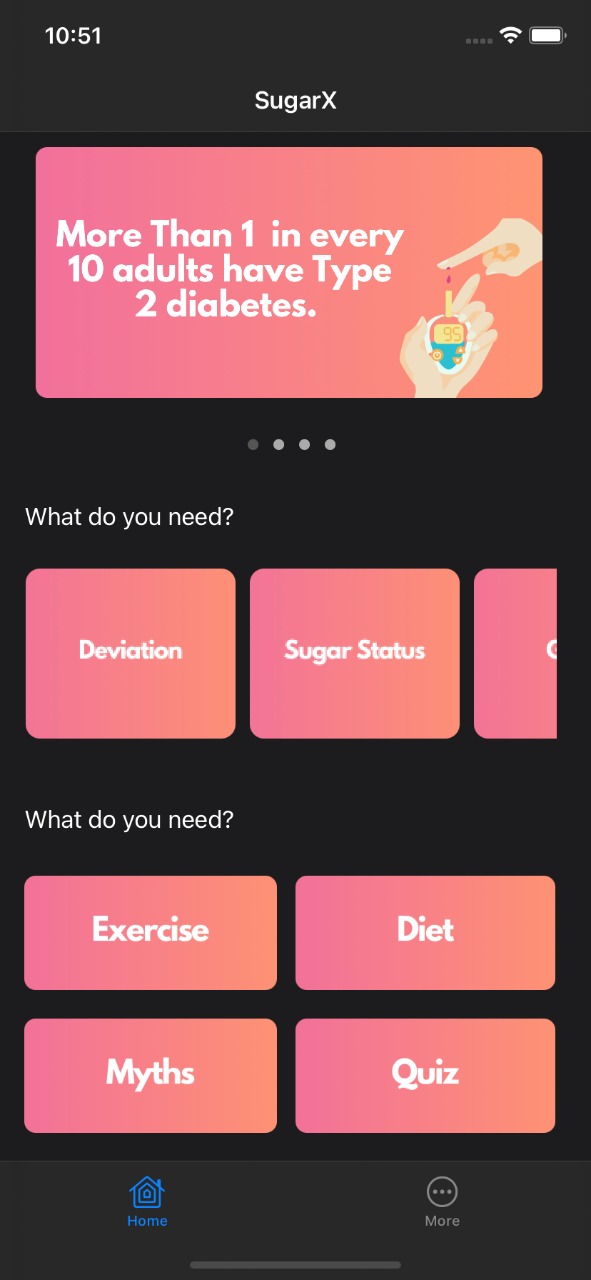 10:51
SugarX
More Than 1 in every
10 adults have Type
2 diabetes.
95
What do you need?
Deviation
Sugar Status
What do you need?
Exercise
Diet
Myths
Quiz
Home
More